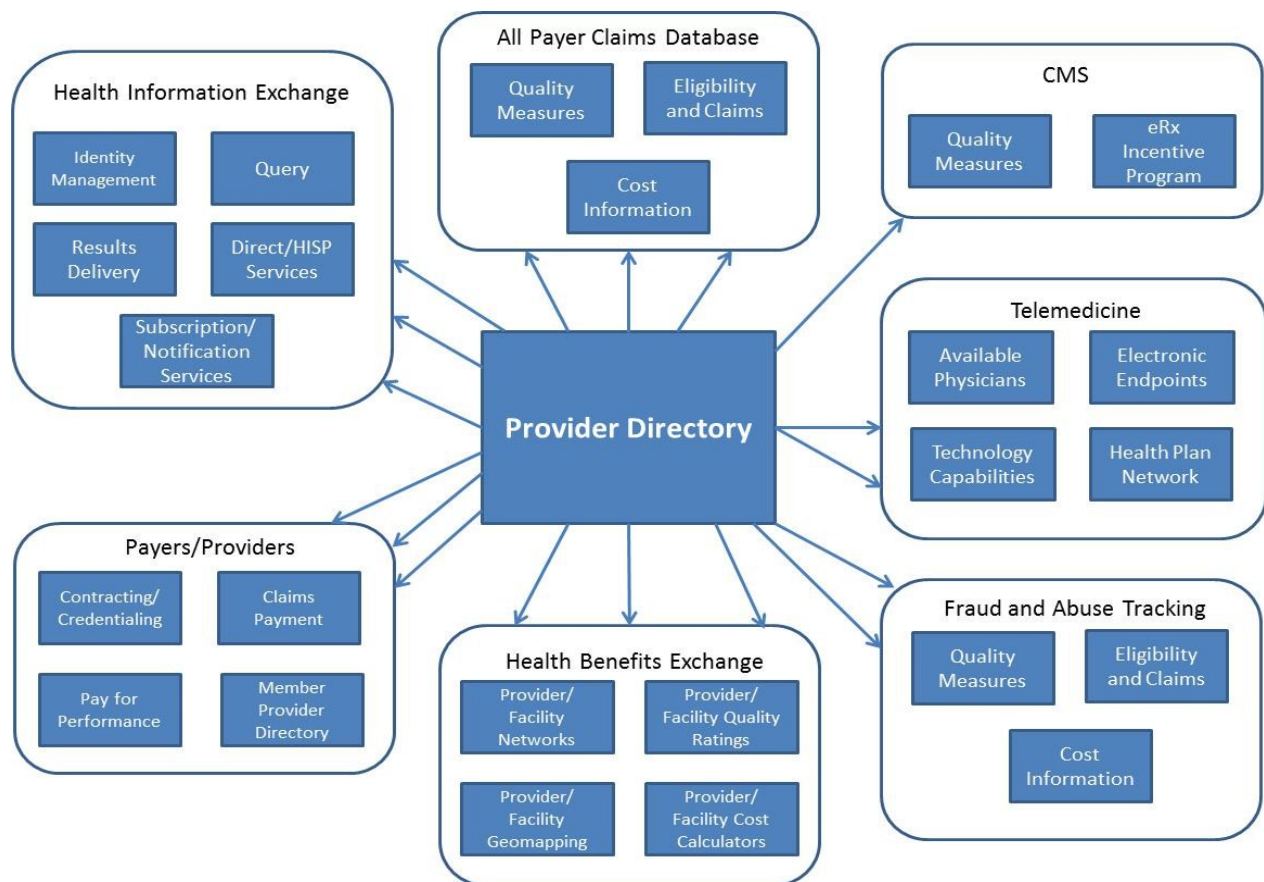 Health Information Exchange
Identity
Management
Query
Results
Delivery
Direct/HISP
Services
Subscription/
Notification
Services
All Payer Claims Database
Quality
Measures
Eligibility
and Claims
Cost
Information
CMS
Quality
Measures
eRx
Incentive
Program
Provider Directory
Telemedicine
Available
Physicians
Electronic
Endpoints
Technology
Capabilities
Health Plan
Network
Payers/Providers
Contracting/
Credentialing
Claims
Payment
Pay for
Performance
Member
Provider
Directory
Health Benefits Exchange
Provider/
Facility
Networks
Provider/
Facility Quality
Ratings
Provider/
Facility
Geomapping
Provider/
Facility Cost
Calculators
Fraud and Abuse Tracking
Quality
Measures
Eligibility
and Claims
Cost
Information